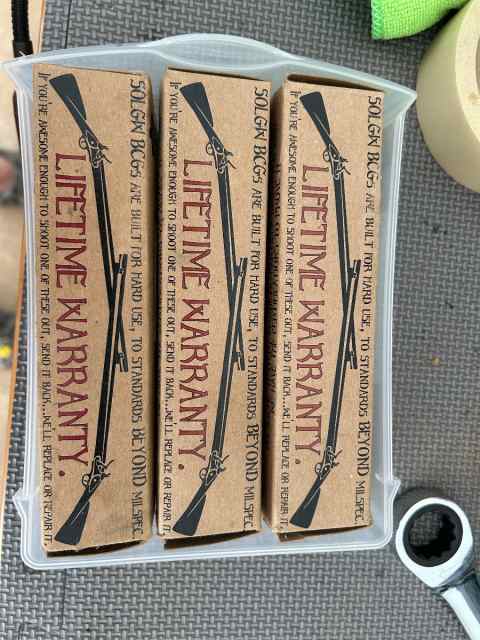 SOLGW BCGS ARE BUILT FOR HARD USE, TO STANDARDS BEYOND MILSPEC.
LIFETIME WARRANTY.
IF YOU'RE AWESOME ENOUGH TO SHOOT ONE OF THESE OUT, SEND IT BACK...WE'LL REPLACE OR REPAIR IT.
SOLGW BCGS ARE BUILT FOR HARD USE, TO STANDARDS BEYOND MILSPEC.
LIFETIME WARRANTY.
IF YOU'RE AWESOME ENOUGH TO SHOOT ONE OF THESE OUT, SEND IT BACK...WE'LL REPLACE OR REPAIR IT.
SOLGW BCGS ARE BUILT FOR HARD USE, TO STANDARDS BEYOND MILSPEC.
LIFETIME WARRANTY.
IF YOU'RE AWESOME ENOUGH TO SHOOT ONE OF THESE OUT, SEND IT BACK...WE'LL REPLACE OR REPAIR IT.